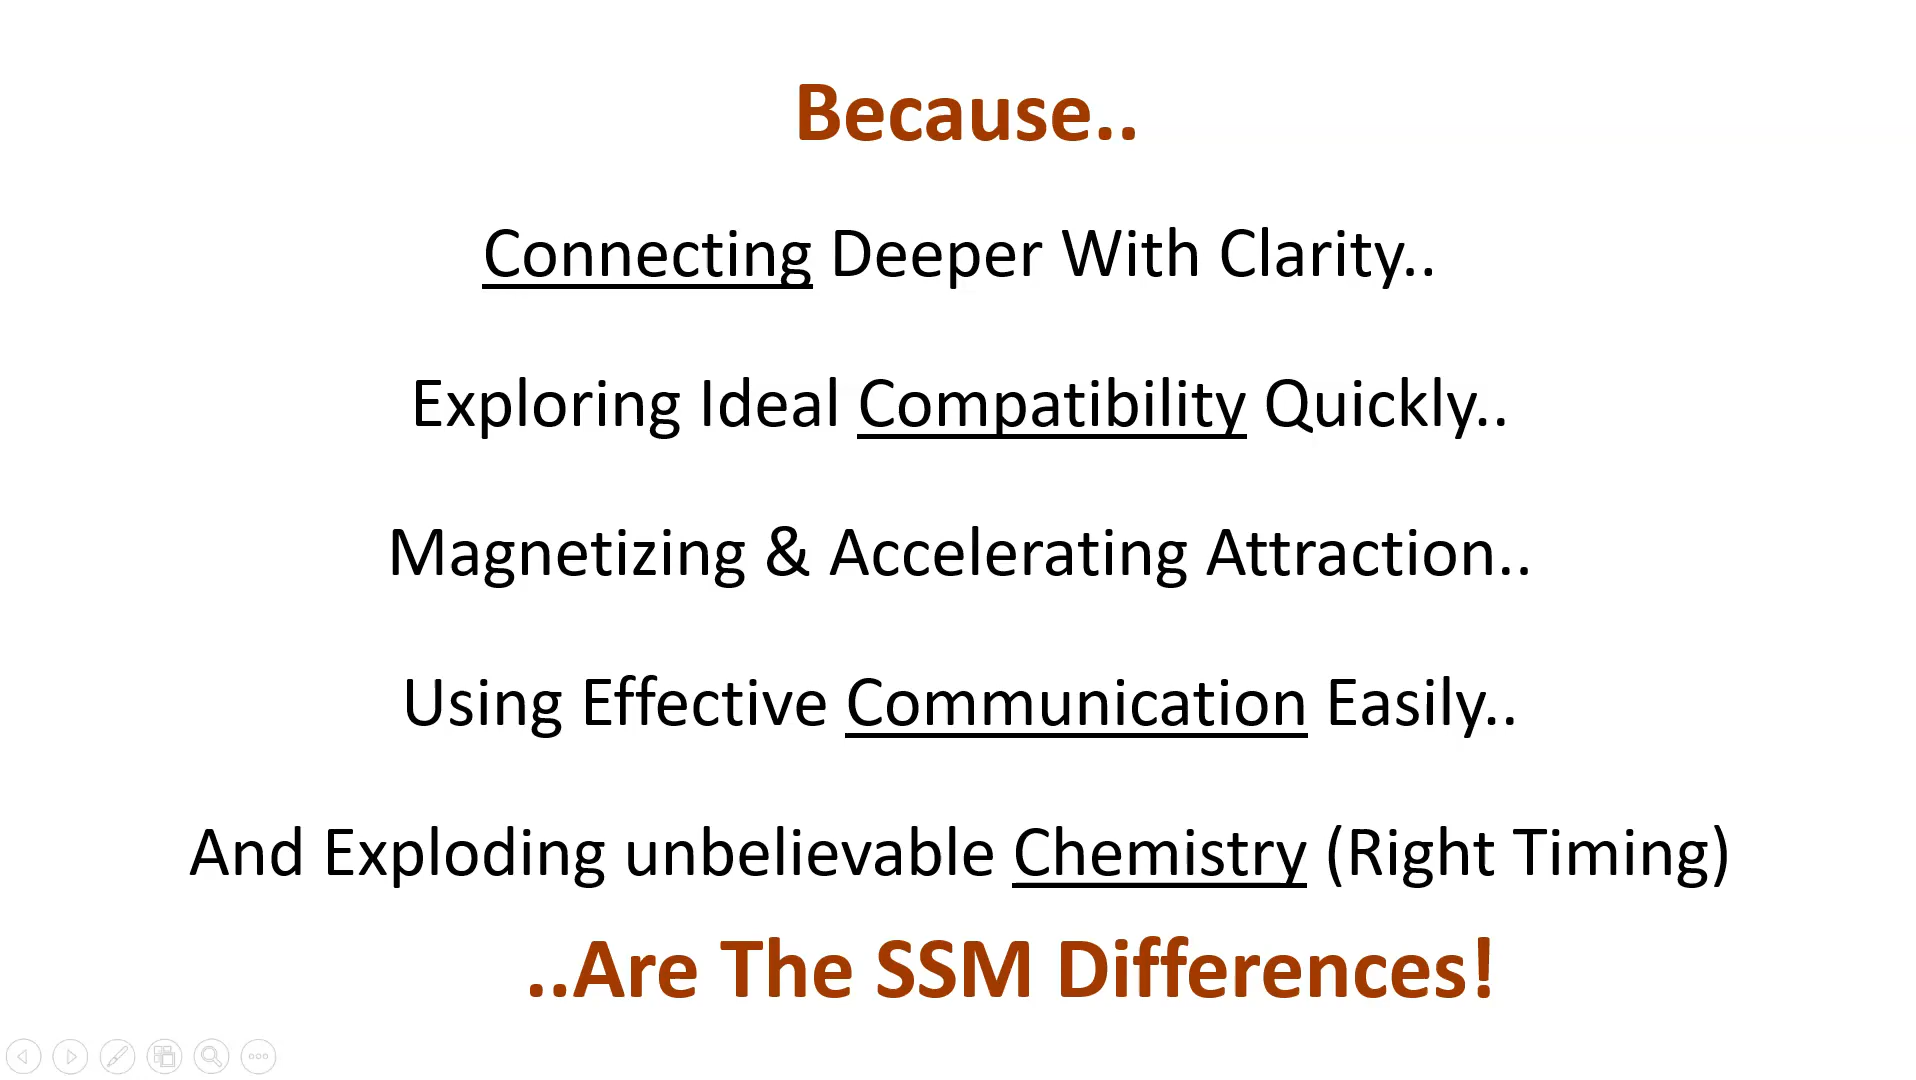 Because..
Connecting Deeper With Clarity..
Exploring Ideal Compatibility Quickly..
Magnetizing & Accelerating Attraction..
Using Effective Communication Easily..
And Exploding unbelievable Chemistry (Right Timing)
..Are The SSM Differences!